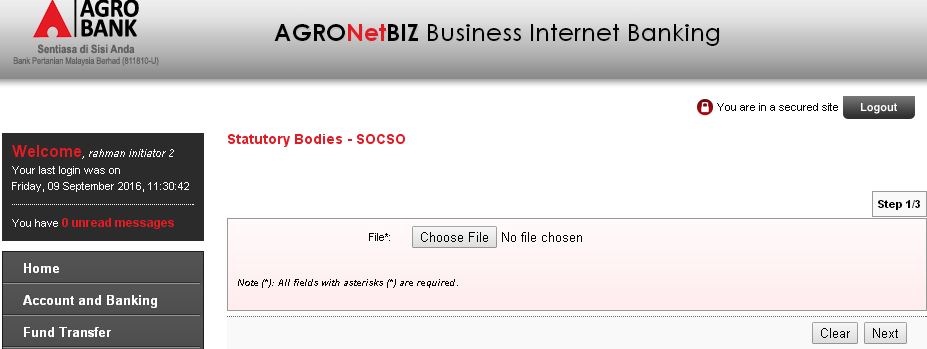 AGRO
BANK
Sentiasa di Sisi Anda
Bank Pertanian Malaysia Berhad (811810-U)
AGRONetBIZ Business Internet Banking
You are in a secured site
Logout
Welcome, rahman initiator 2
Your last login was on
Friday, 09 September 2016, 11:30:42
You have 0 unread messages
Home
Account and Banking
Fund Transfer
Statutory Bodies - SOCSO
Step 1/3
File*: Choose File No file chosen
Note (*): All fields with asterisks (*) are required.
Clear Next